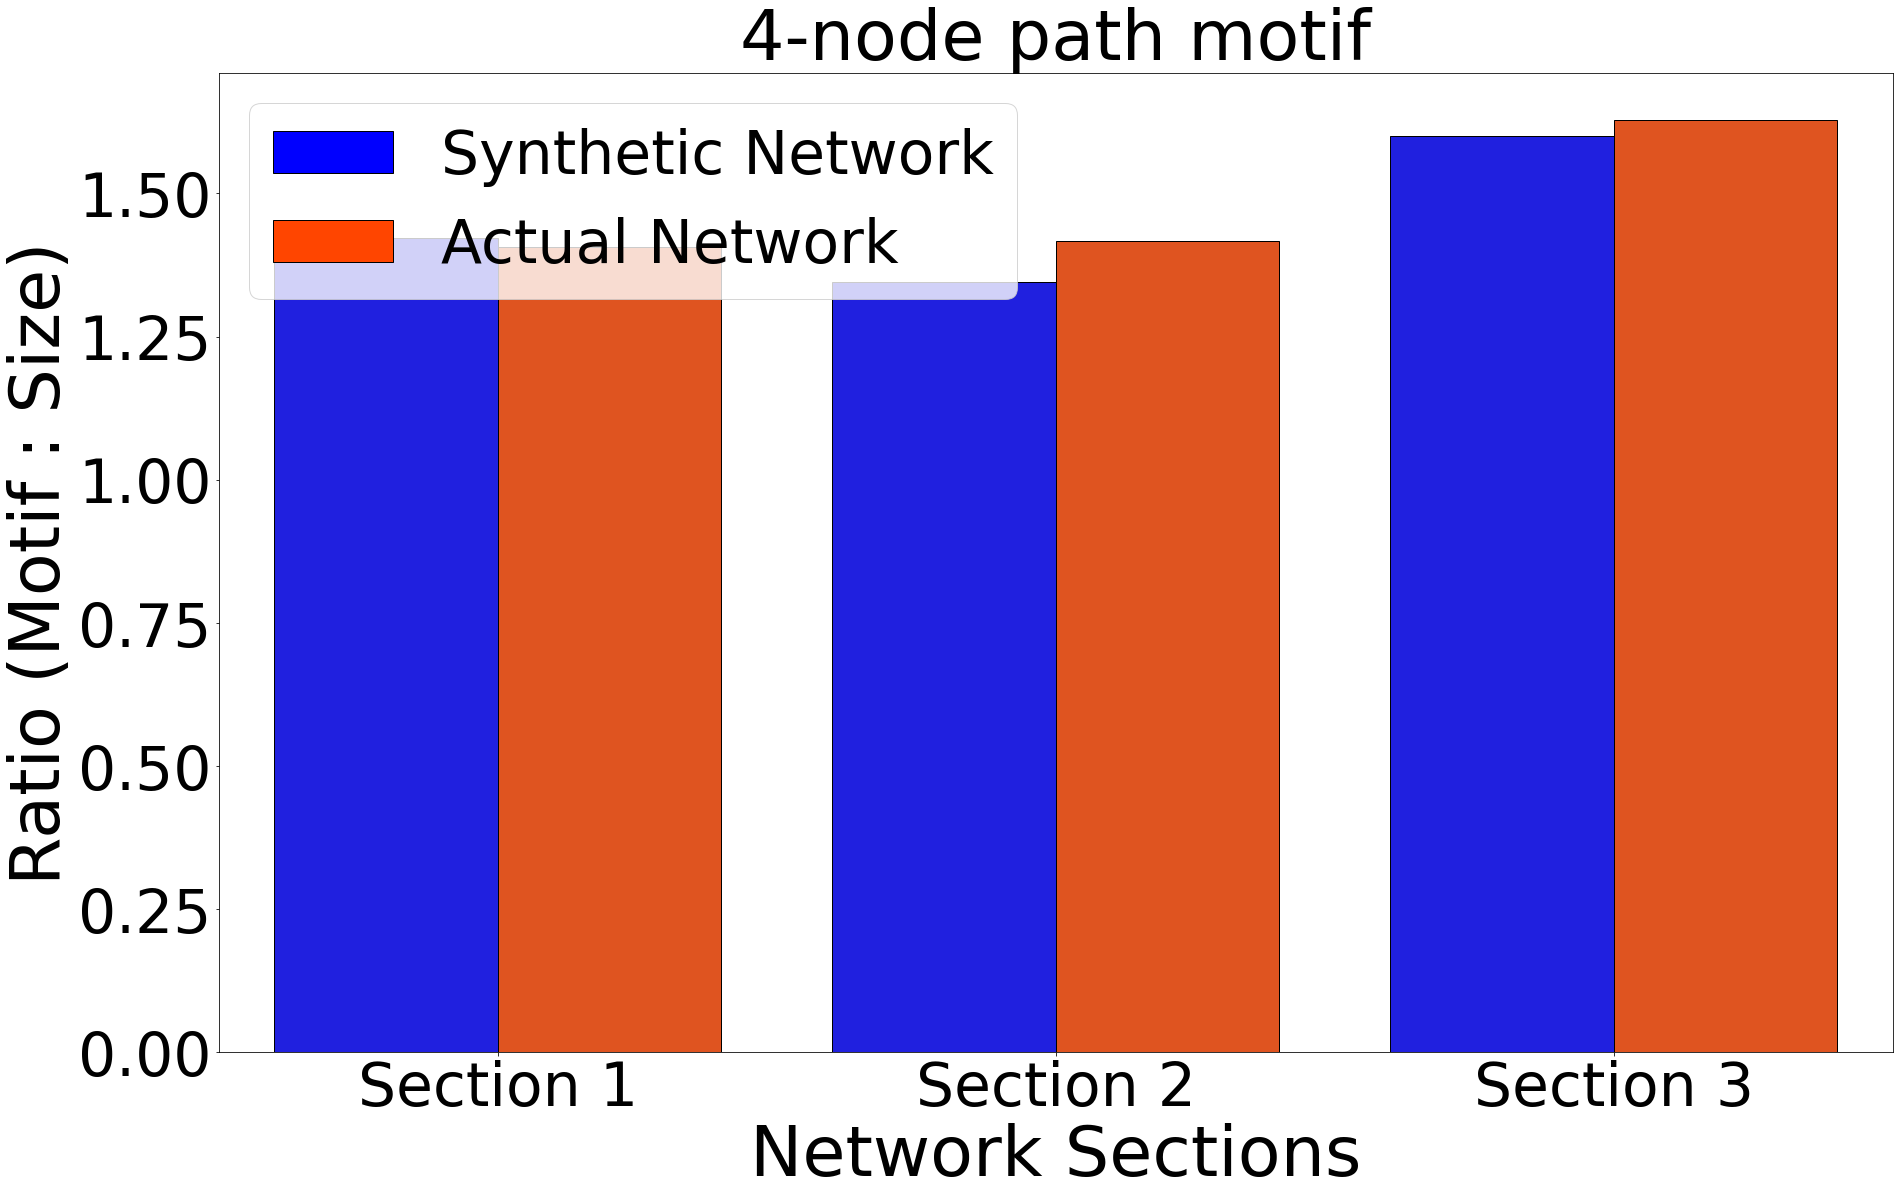 4-node path motif
Synthetic Network
Actual Network
Ratio (Motif : Size)
1.50
1.25
1.00
0.75
0.50
0.25
0.00
Section 1
Section 2
Section 3
Network Sections